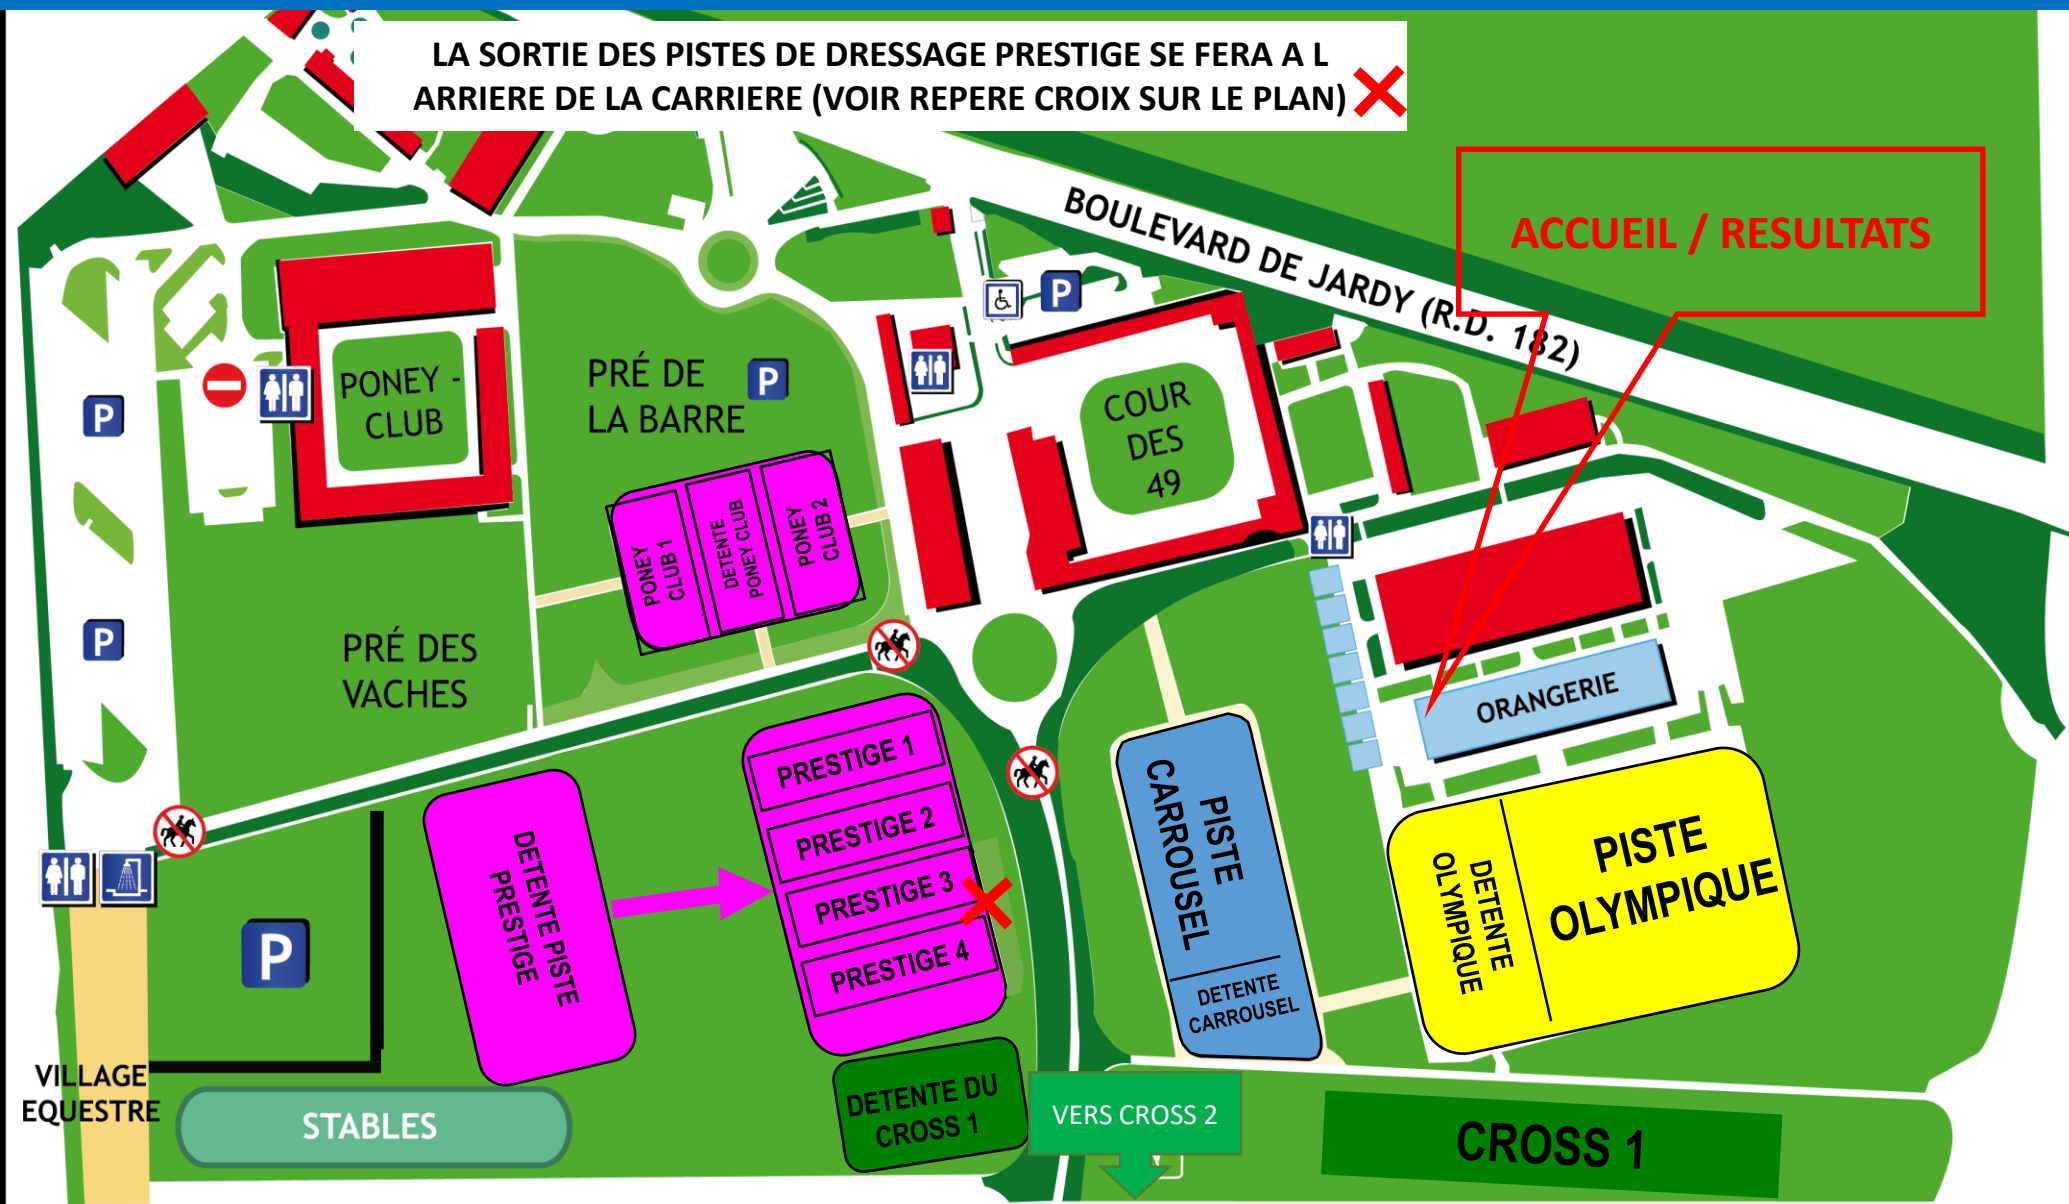 LA SORTIE DES PISTES DE DRESSAGE PRESTIGE SE FERA A L
ARRIERE DE LA CARRIERE (VOIR REPERE CROIX SUR LE PLAN)
ACCUEIL / RESULTATS
BOULEVARD DE JARDY (R.D. 182)
P
PONEY -
CLUB
PRÉ DE
LA BARRE
P
COUR
DES
49
P
PONEY
CLUB 1
DETENTE
PONEY CLUB
PONEY
CLUB 2
P
PRÉ DES
VACHES
ORANGERIE
PRESTIGE 1
PRESTIGE 2
PRESTIGE 3
PRESTIGE 4
DETENTE PISTE
PRESTIGE
PISTE
CARROUSEL
DETENTE
CARROUSEL
DETENTE
OLYMPIQUE
PISTE
OLYMPIQUE
P
VILLAGE
EQUESTRE
STABLES
DETENTE DU
CROSS 1
VERS CROSS 2
CROSS 1